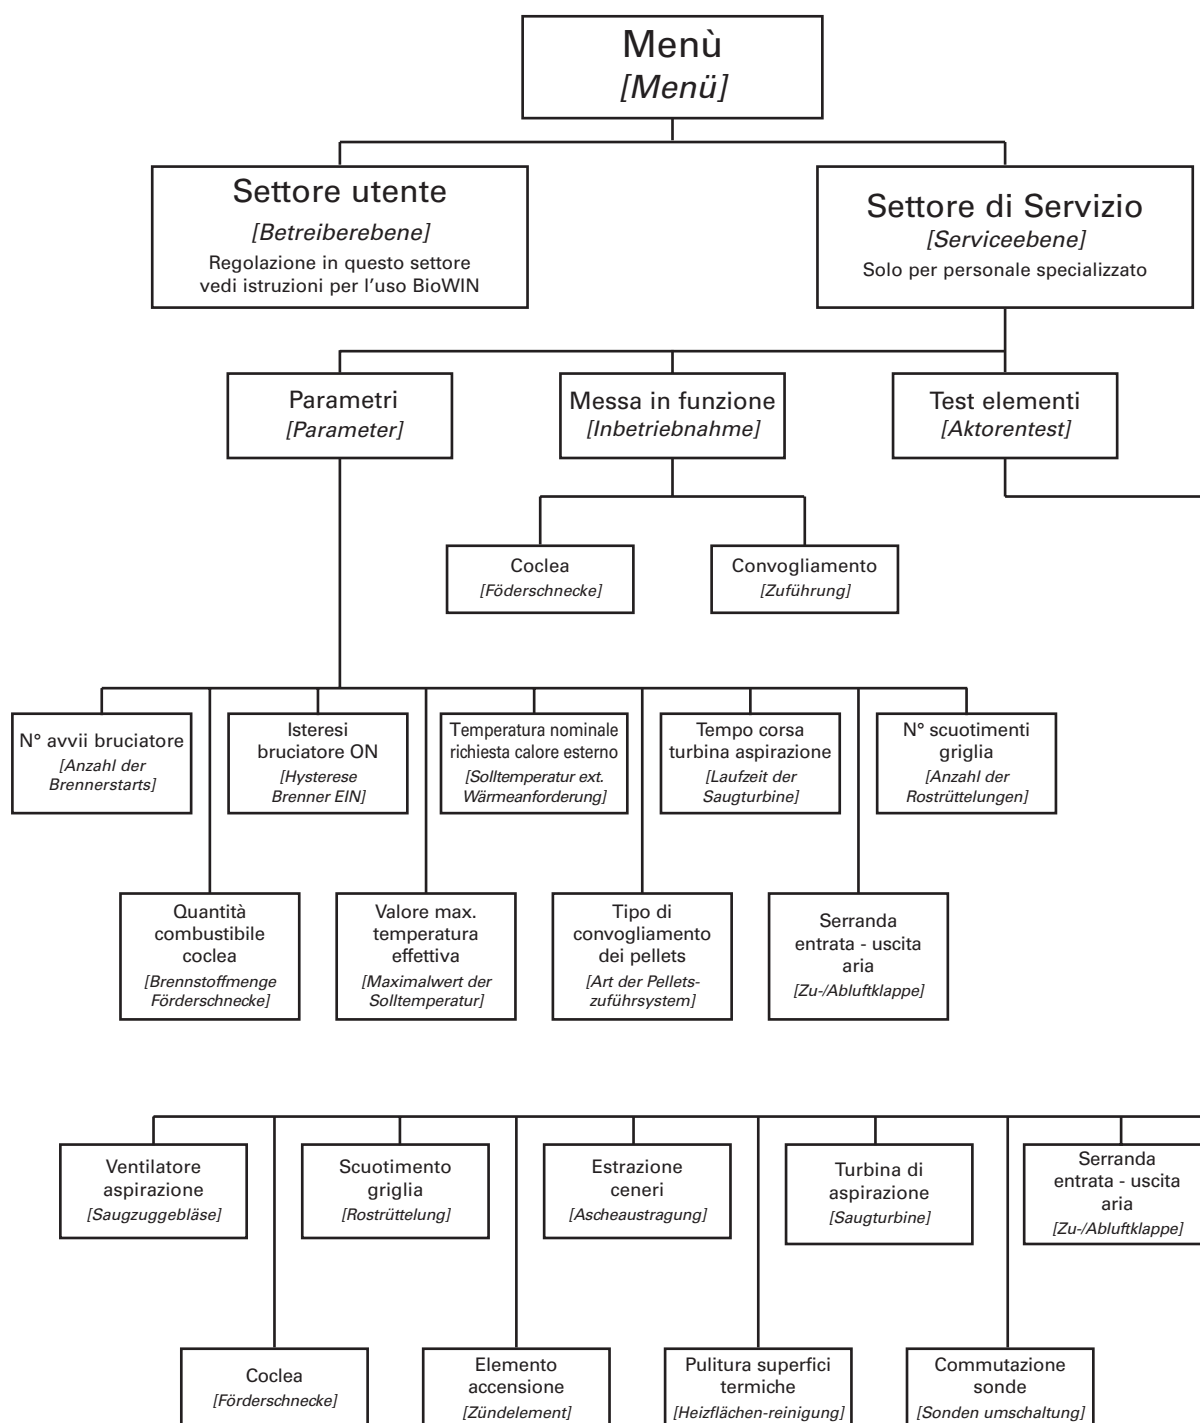 Menù
[Menü]
Settore utente
[Betreiberebene]
Regolazione in questo settore
vedi istruzioni per l'uso BioWIN
Settore di Servizio
[Serviceebene]
Solo per personale specializzato
Parametri
[Parameter]
Messa in funzione
[Inbetriebnahme]
Test elementi
[Aktorentest]
Coclea
[Föderschnecke]
Convogliamento
[Zuführung]
N° avvii bruciatore
[Anzahl der
Brennerstarts]
Isteresi
bruciatore ON
[Hysterese
Brenner EIN]
Temperatura nominale
richiesta calore esterno
[Solltemperatur ext.
Wärmeanforderung]
Tempo corsa
turbina aspirazione
[Laufzeit der
Saugturbine]
N° scuotimenti
griglia
[Anzahl der
Rostrüttelungen]
Quantità
combustibile
coclea
[Brennstoffmenge
Förderschnecke]
Valore max.
temperatura
effettiva
[Maximalwert der
Solltemperatur]
Tipo di
convogliamento
dei pellets
[Art der Pellets-
zuführsystem]
Serranda
entrata - uscita
aria
[Zu-/Abluftklappe]
Ventilatore
aspirazione
[Saugzuggebläse]
Scuotimento
griglia
[Rostrüttelung]
Estrazione
ceneri
[Ascheaustragung]
Turbina di
aspirazione
[Saugturbine]
Serranda
entrata - uscita
aria
[Zu-/Abluftklappe]
Coclea
[Förderschnecke]
Elemento
accensione
[Zündelement]
Pulitura superfici
termiche
[Heizflächen-reinigung]
Commutazione
sonde
[Sonden umschaltung]